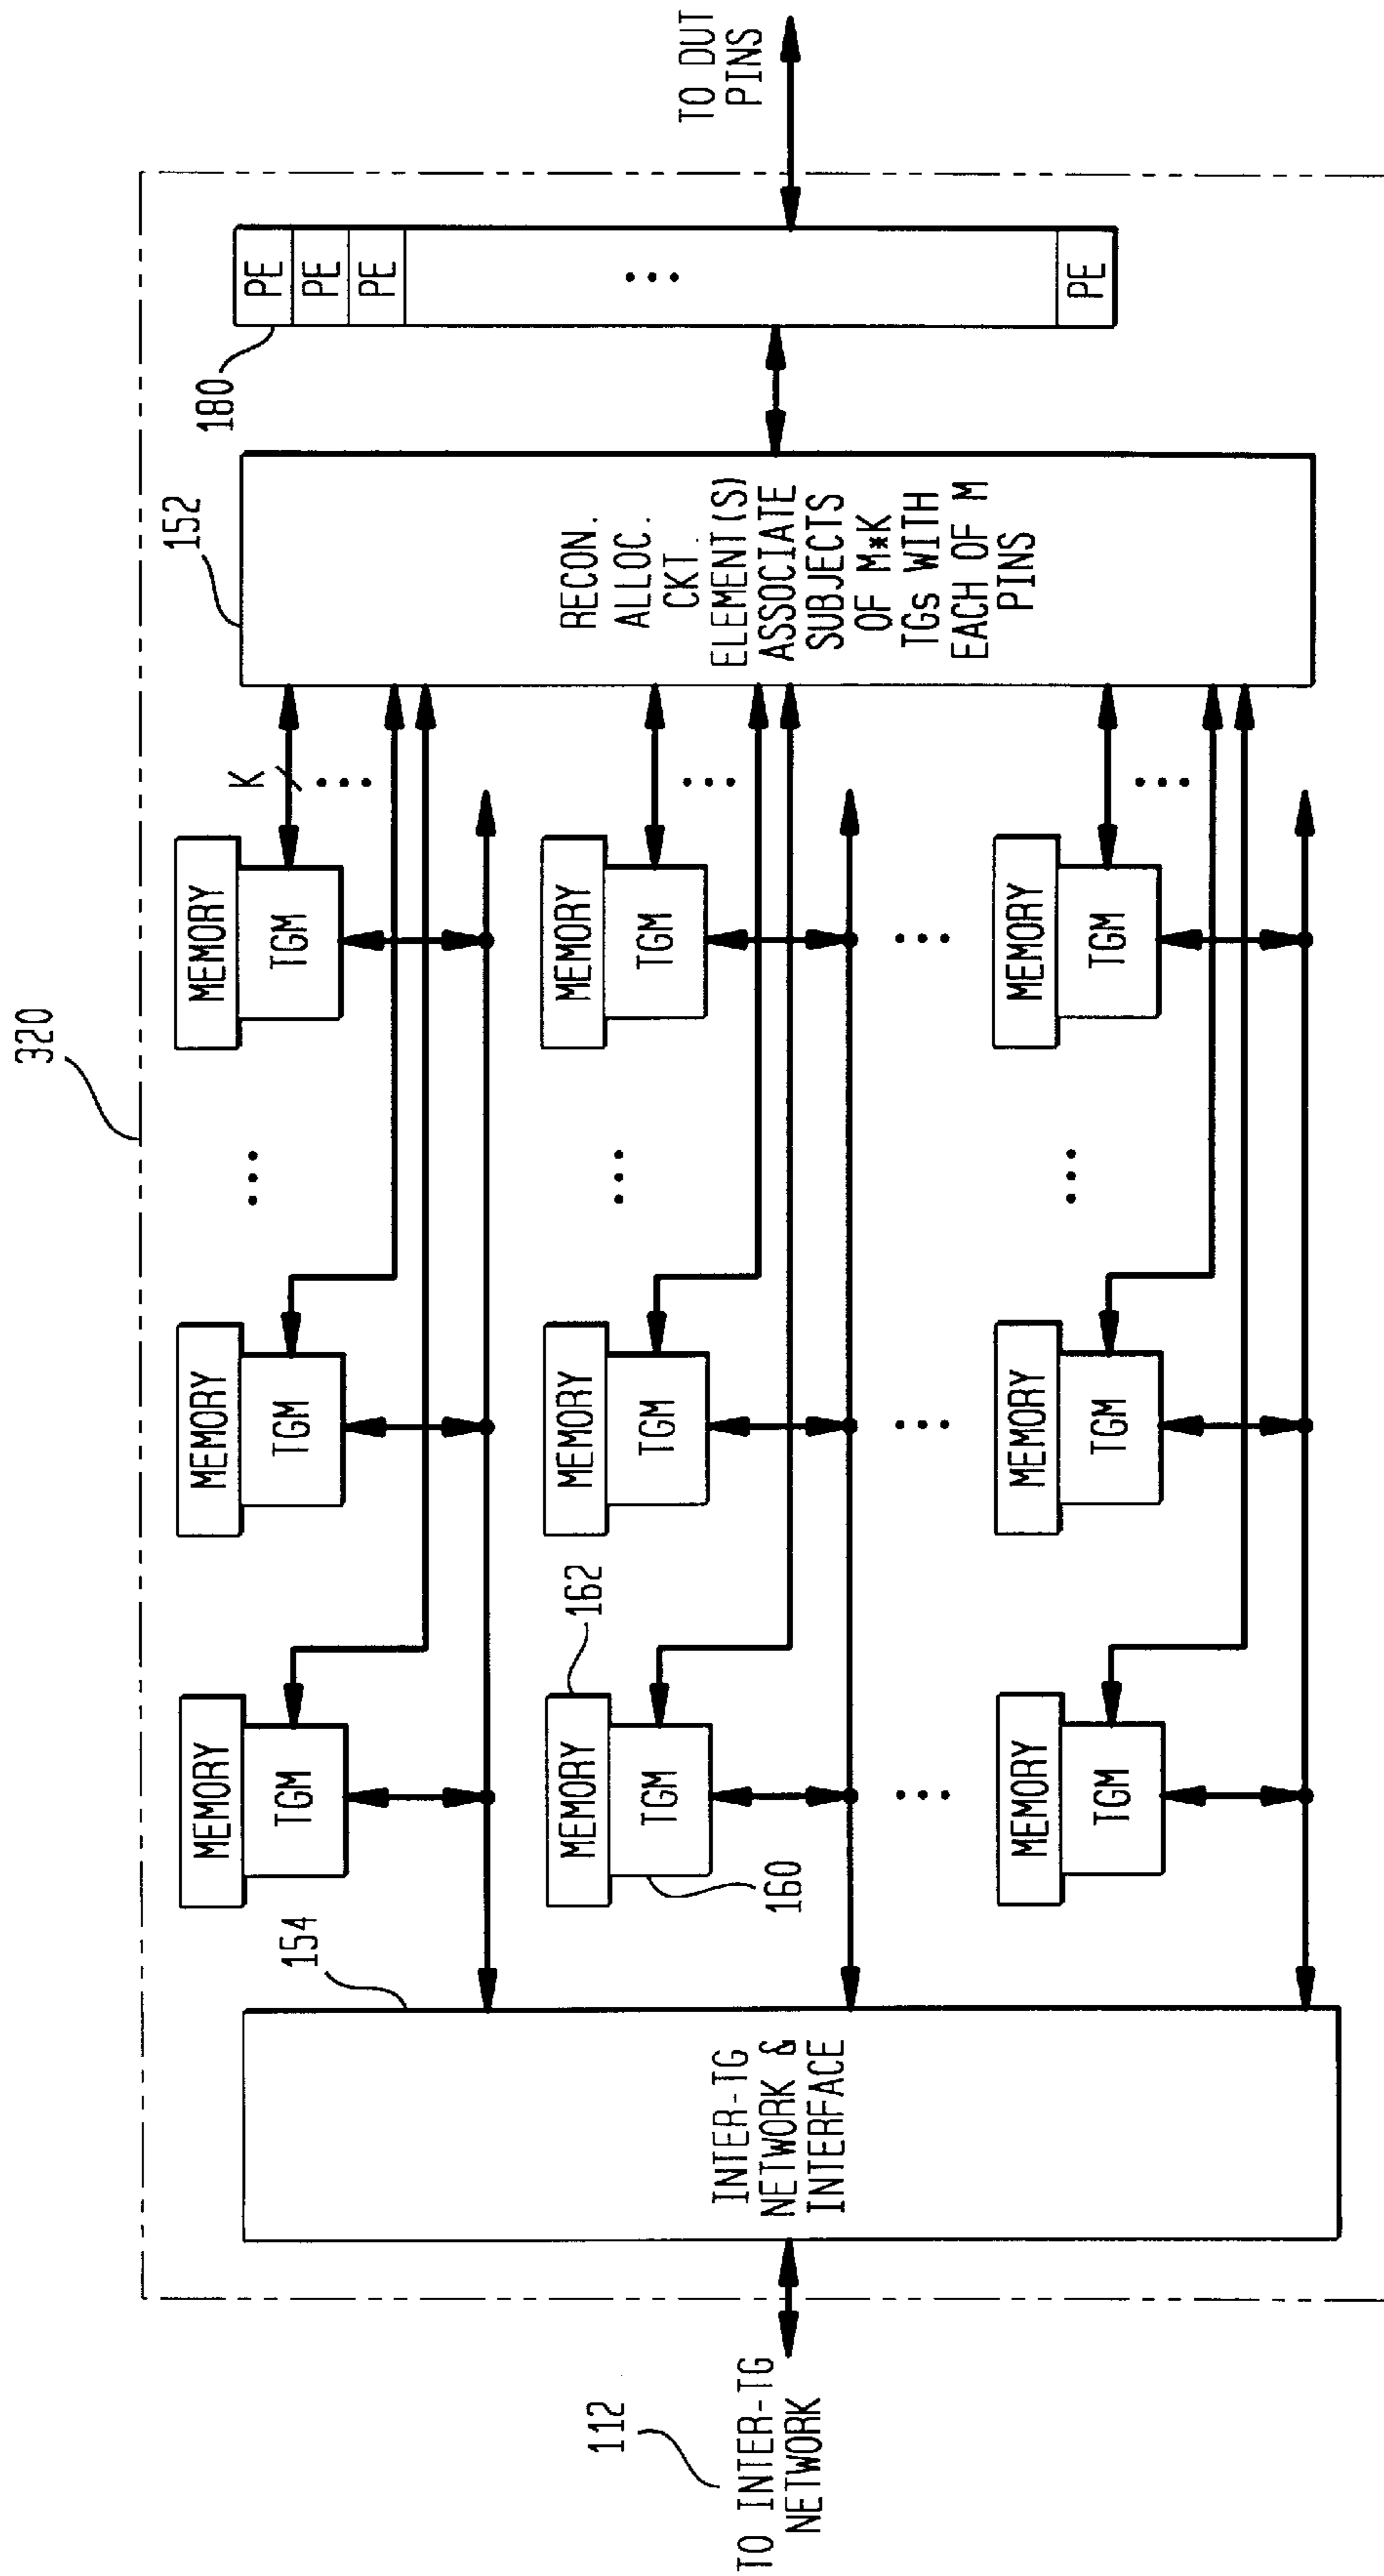 320
TO INTER-TG
NETWORK
112
INTER-TG
NETWORK &
INTERFACE
154
MEMORY
TGM
MEMORY
TGM
MEMORY
TGM
K
MEMORY
TGM
160
162
MEMORY
TGM
MEMORY
TGM
MEMORY
TGM
MEMORY
TGM
MEMORY
TGM
152
RECON.
ALLOC.
CKT.
ELEMENT(S)
ASSOCIATE
SUBJECTS
OF M*K
TGs WITH
EACH OF M
PINS
180
PE
PE
PE
PE
TO DUT
PINS